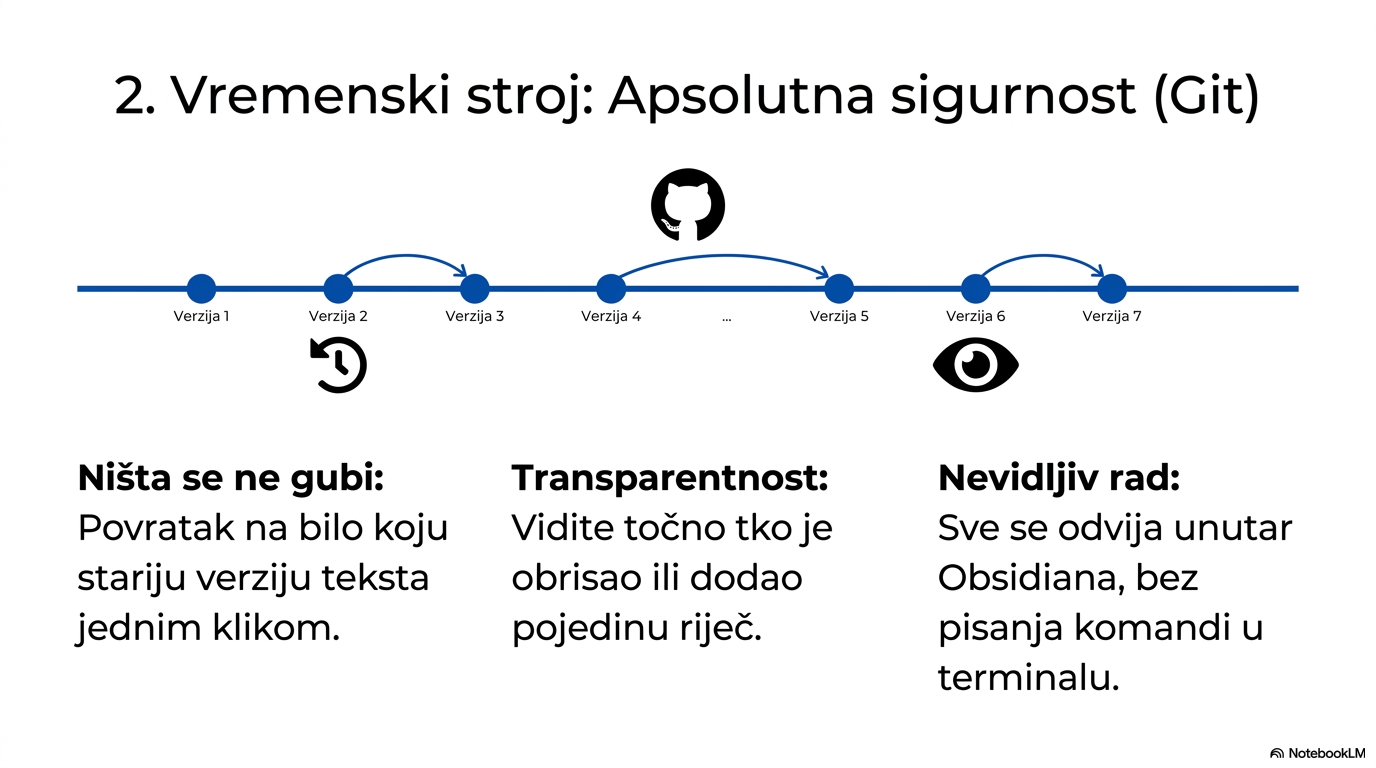 2. Vremenski stroj: Apsolutna sigurnost (Git)
Verzija 1
Verzija 2
Verzija 3
Verzija 4
...
Verzija 5
Verzija 6
Verzija 7
Ništa se ne gubi:
Povratak na bilo koju
stariju verziju teksta
jednim klikom.
Transparentnost:
Vidite točno tko je
obrisao ili dodao
pojedinu riječ.
Nevidljiv rad:
Sve se odvija unutar
Obsidiana, bez
pisanja komandi u
terminalu.
NotebookLM